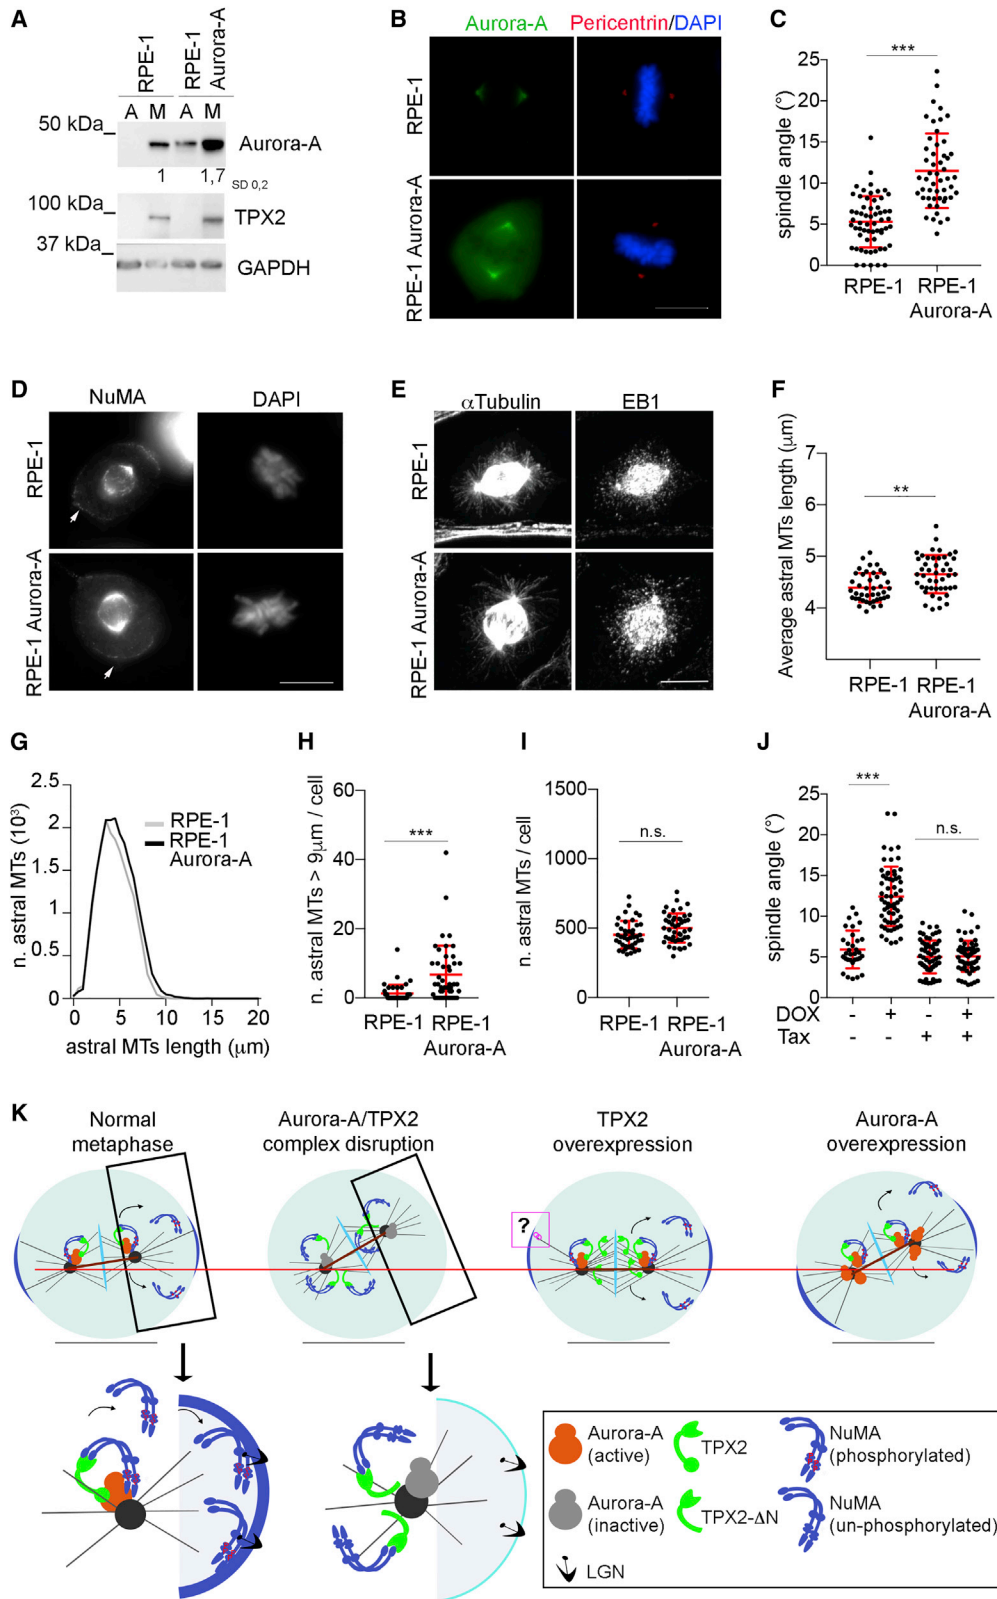 A
RPE-1
RPE-1
Aurora-A
A M A M
50 kDa
Aurora-A
1 1,7 SD 0,2
100 kDa
TPX2
37 kDa
GAPDH
B
Aurora-A Pericentrin/DAPI
RPE-1
RPE-1 Aurora-A
C
***
spindle angle (°)
25
20
15
10
5
0
RPE-1
RPE-1
Aurora-A
D
NuMA DAPI
RPE-1
RPE-1 Aurora-A
E
αTubulin EB1
RPE-1
RPE-1 Aurora-A
F
Average astral MTs length (μm)
7
6
5
4
**
RPE-1
RPE-1
Aurora-A
G
n. astral MTs (10³)
2.5
2
1.5
1
0.5
0
RPE-1
RPE-1
Aurora-A
0 5 10 15 20
astral MTs length (μm)
H
n. astral MTs > 9μm / cell
60
40
20
0
***
RPE-1
RPE-1
Aurora-A
I
n. astral MTs / cell
1500
1000
500
0
n.s.
RPE-1
RPE-1
Aurora-A
J
spindle angle (°)
25
20
15
10
5
0
***
n.s.
DOX - + - +
Tax - - + +
K
Normal
metaphase
Aurora-A/TPX2
complex disruption
TPX2
overexpression
Aurora-A
overexpression
?
Aurora-A
(active)
TPX2
NuMA
(phosphorylated)
Aurora-A
(inactive)
TPX2-ΔN
NuMA
(un-phosphorylated)
LGN